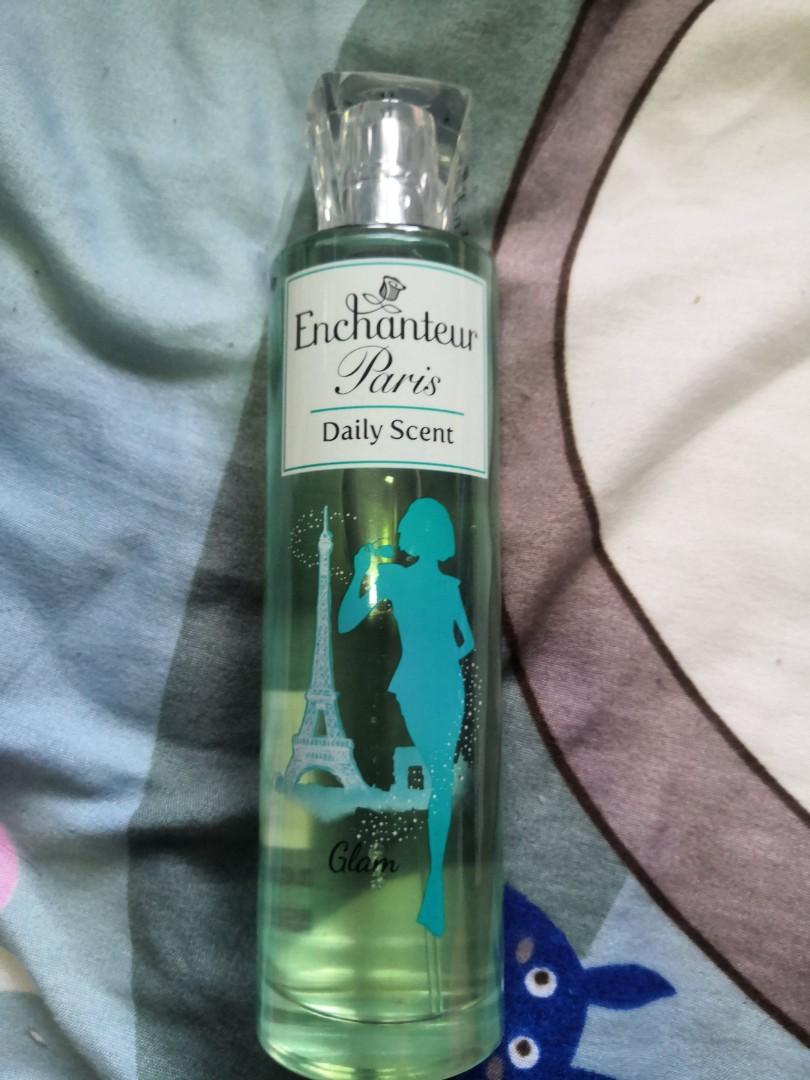 Enchanteur
Paris
Daily Scent
Glam